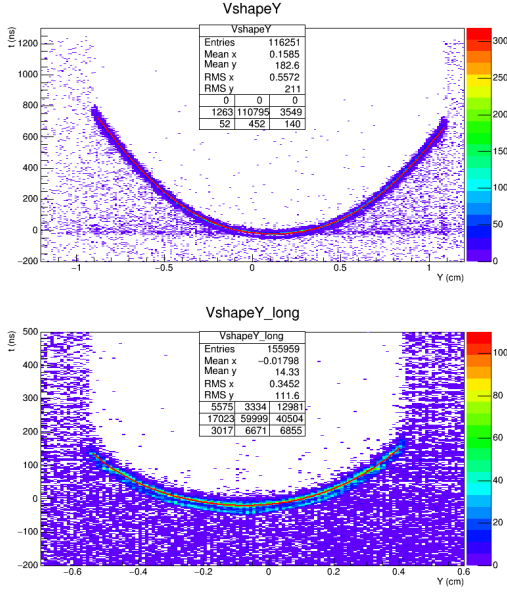 VshapeY
t (ns)
VshapeY
Entries 116251
Mean x 0.1585
Mean y 182.6
RMS x 0.5572
RMS y 211
0 0 0
1263 110795 3549
52 452 140
1200
1000
800
600
400
200
0
−200
−1 −0.5 0 0.5 1
Y (cm)
300
250
200
150
100
50
0
VshapeY_long
t (ns)
VshapeY_long
Entries 155959
Mean x −0.01798
Mean y 14.33
RMS x 0.3452
RMS y 111.6
5575 3334 12981
17023 59999 40504
3017 6671 6855
500
400
300
200
100
0
−100
−200
−0.6 −0.4 −0.2 0.0 0.2 0.4 0.6
Y (cm)
100
80
60
40
20
0